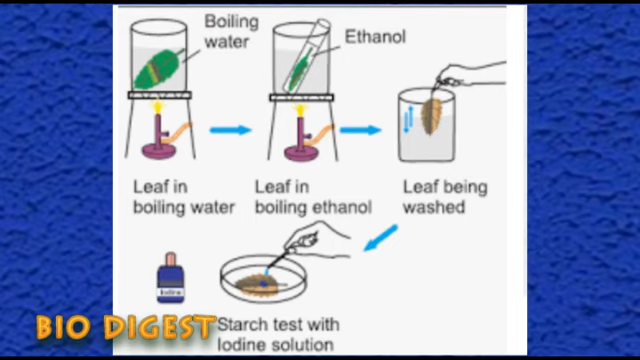 Boiling
water
Ethanol
Leaf in
boiling water
Leaf in
boiling ethanol
Leaf being
washed
Iodine
BIO DIGEST
Starch test with
Iodine solution